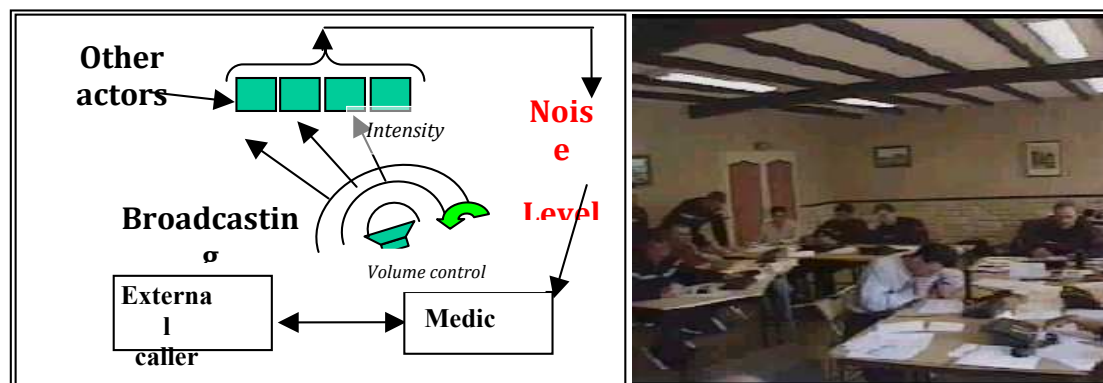 Other
actors
Intensity
Nois
e
Level
Broadcastin
g
Volume control
Externa
l
caller
Medic